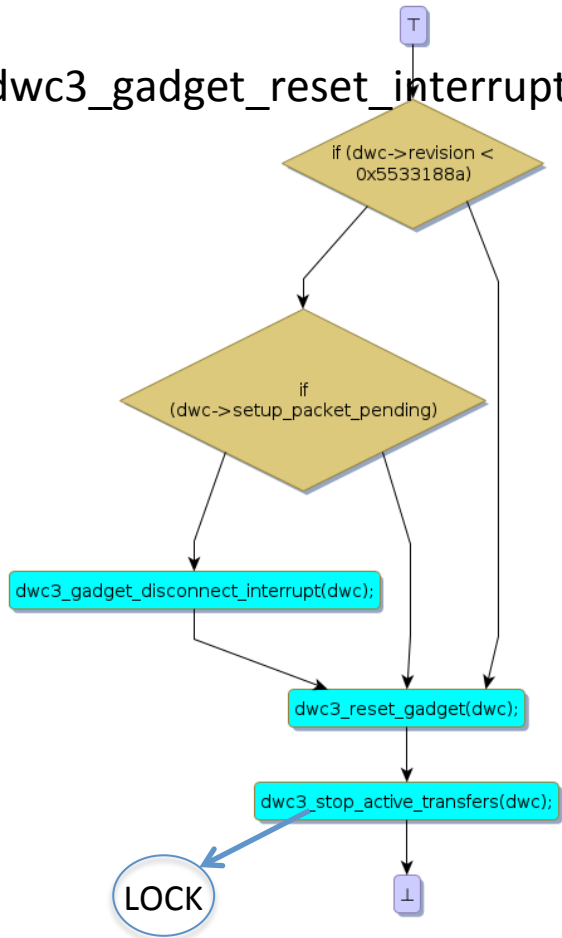 ⊤
dwc3_gadget_reset_interrupt
if (dwc->revision <
0x5533188a)
if
(dwc->setup_packet_pending)
dwc3_gadget_disconnect_interrupt(dwc);
dwc3_reset_gadget(dwc);
dwc3_stop_active_transfers(dwc);
⊥
LOCK